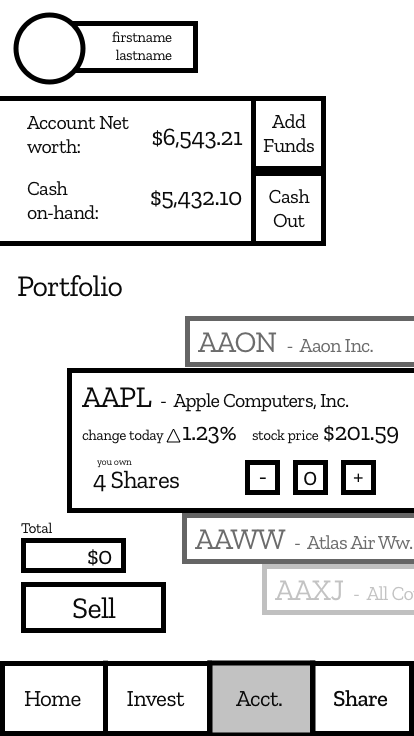 firstname
lastname
Account Net
worth:
$6,543.21
Add
Funds
Cash
on-hand:
$5,432.10
Cash
Out
Portfolio
AAON - Aaon Inc.
AAPL - Apple Computers, Inc.
change today △1.23% stock price $201.59
you own
4 Shares
- 0 +
AAWW - Atlas Air Ww.
AAXJ - All Co
Total
$0
Sell
Home Invest Acct. Share